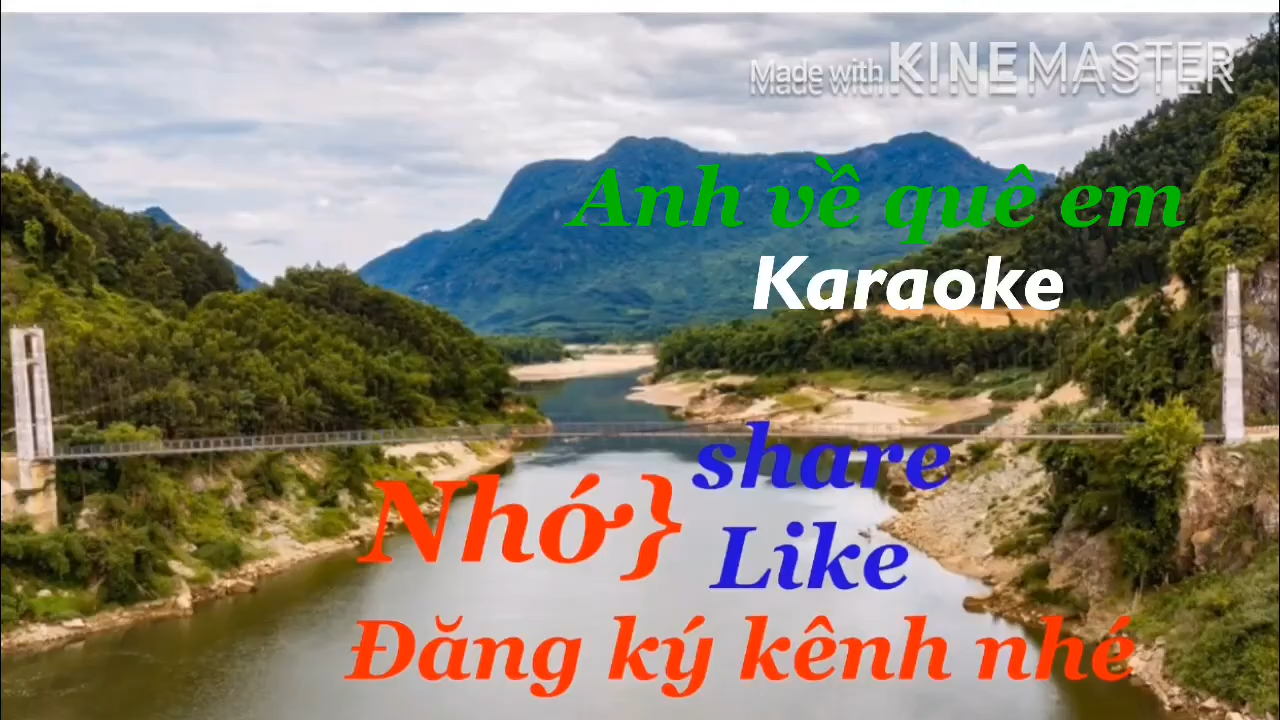 Made with KINEMASTER
Anh về quê em
Karaoke
Nhớ} share
Like
Đăng ký kênh nhé